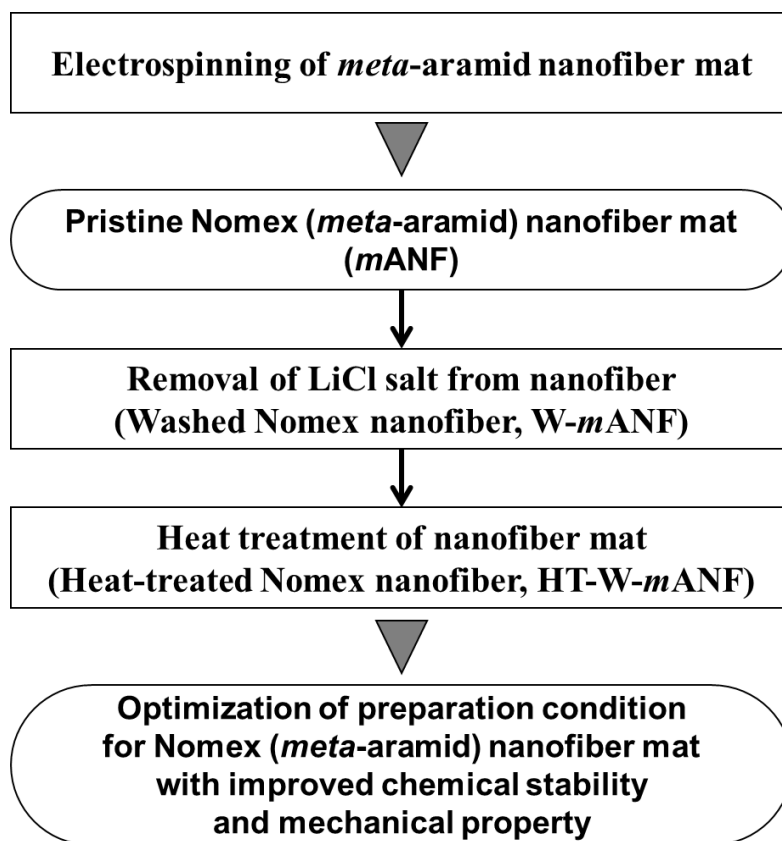 Electrospinning of meta-aramid nanofiber mat
Pristine Nomex (meta-aramid) nanofiber mat
(mANF)
Removal of LiCl salt from nanofiber
(Washed Nomex nanofiber, W-mANF)
Heat treatment of nanofiber mat
(Heat-treated Nomex nanofiber, HT-W-mANF)
Optimization of preparation condition
for Nomex (meta-aramid) nanofiber mat
with improved chemical stability
and mechanical property